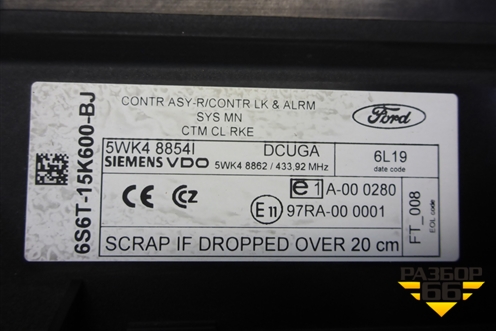 CONTR ASY-R/CONTR LK & ALRM
SYS MN
CTM CL RKE
Ford
6S6T-15K600-BJ
5WK4 8854I DCUGA
SIEMENS VDO 5WK4 8862 / 433,92 MHz
6L19
date code
CE CZ
e1 A-00 0280
E11 97RA-00 0001
FT_008
EOL code
SCRAP IF DROPPED OVER 20 cm
РАЗБОР
66